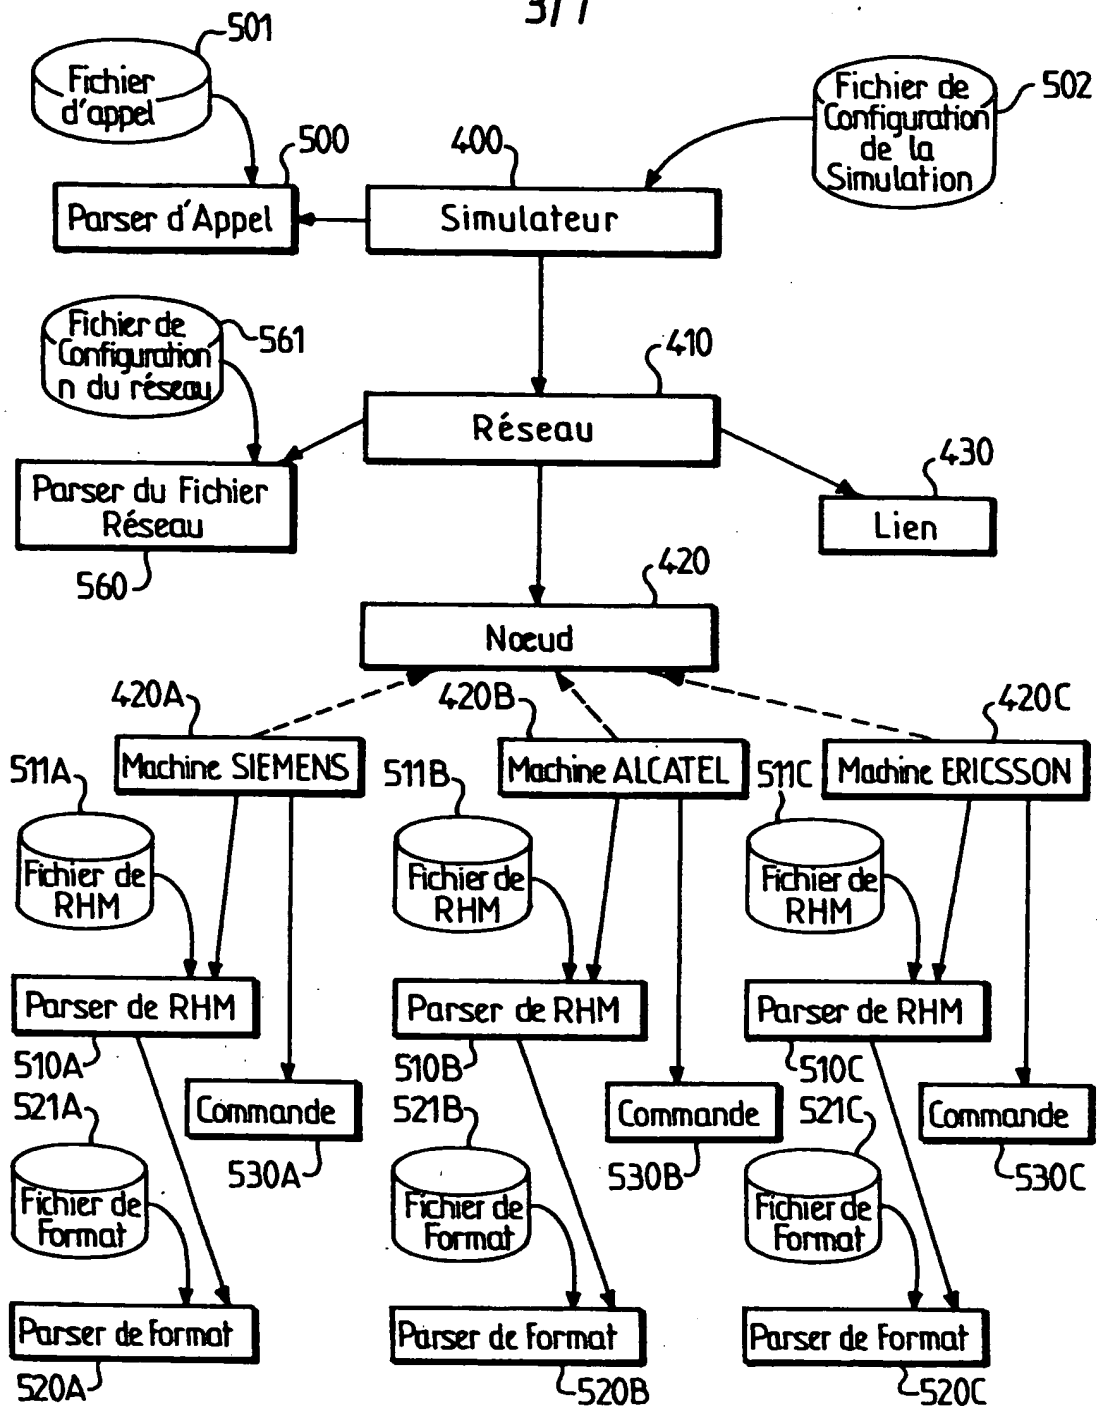 3/7
501
Fichier
d'appel
Fichier de
Configuration
de la
Simulation
502
500
400
Parser d'Appel
Simulateur
Fichier de
Configuration
n du réseau
561
410
Réseau
Parser du Fichier
Réseau
430
Lien
560
420
Nœud
420A
420B
420C
Machine SIEMENS
Machine ALCATEL
Machine ERICSSON
511A
511B
511C
Fichier de
RHM
Fichier de
RHM
Fichier de
RHM
Parser de RHM
Parser de RHM
Parser de RHM
510A
510B
510C
521A
Commande
521B
Commande
521C
Commande
530A
530B
530C
Fichier de
Format
Fichier de
Format
Fichier de
Format
Parser de Format
Parser de Format
Parser de Format
520A
520B
520C